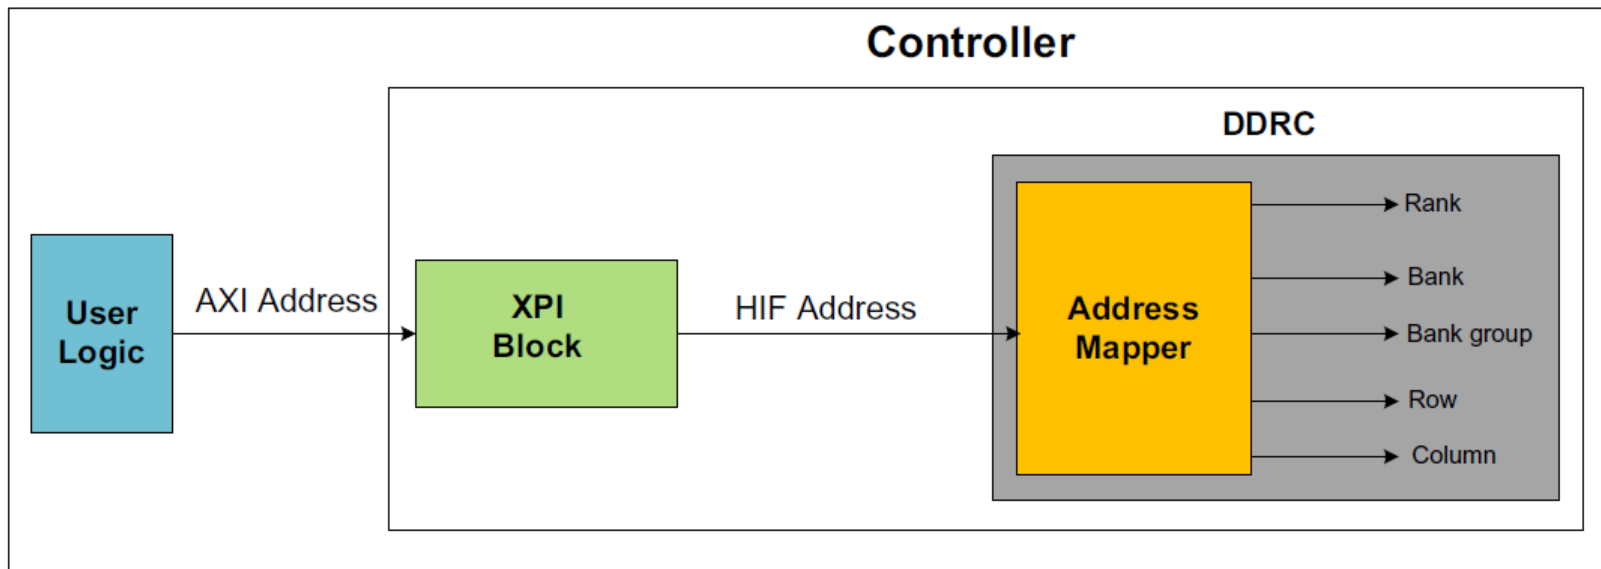 Controller
DDRC
User
Logic
AXI Address
XPI
Block
HIF Address
Address
Mapper
Rank
Bank
Bank group
Row
Column